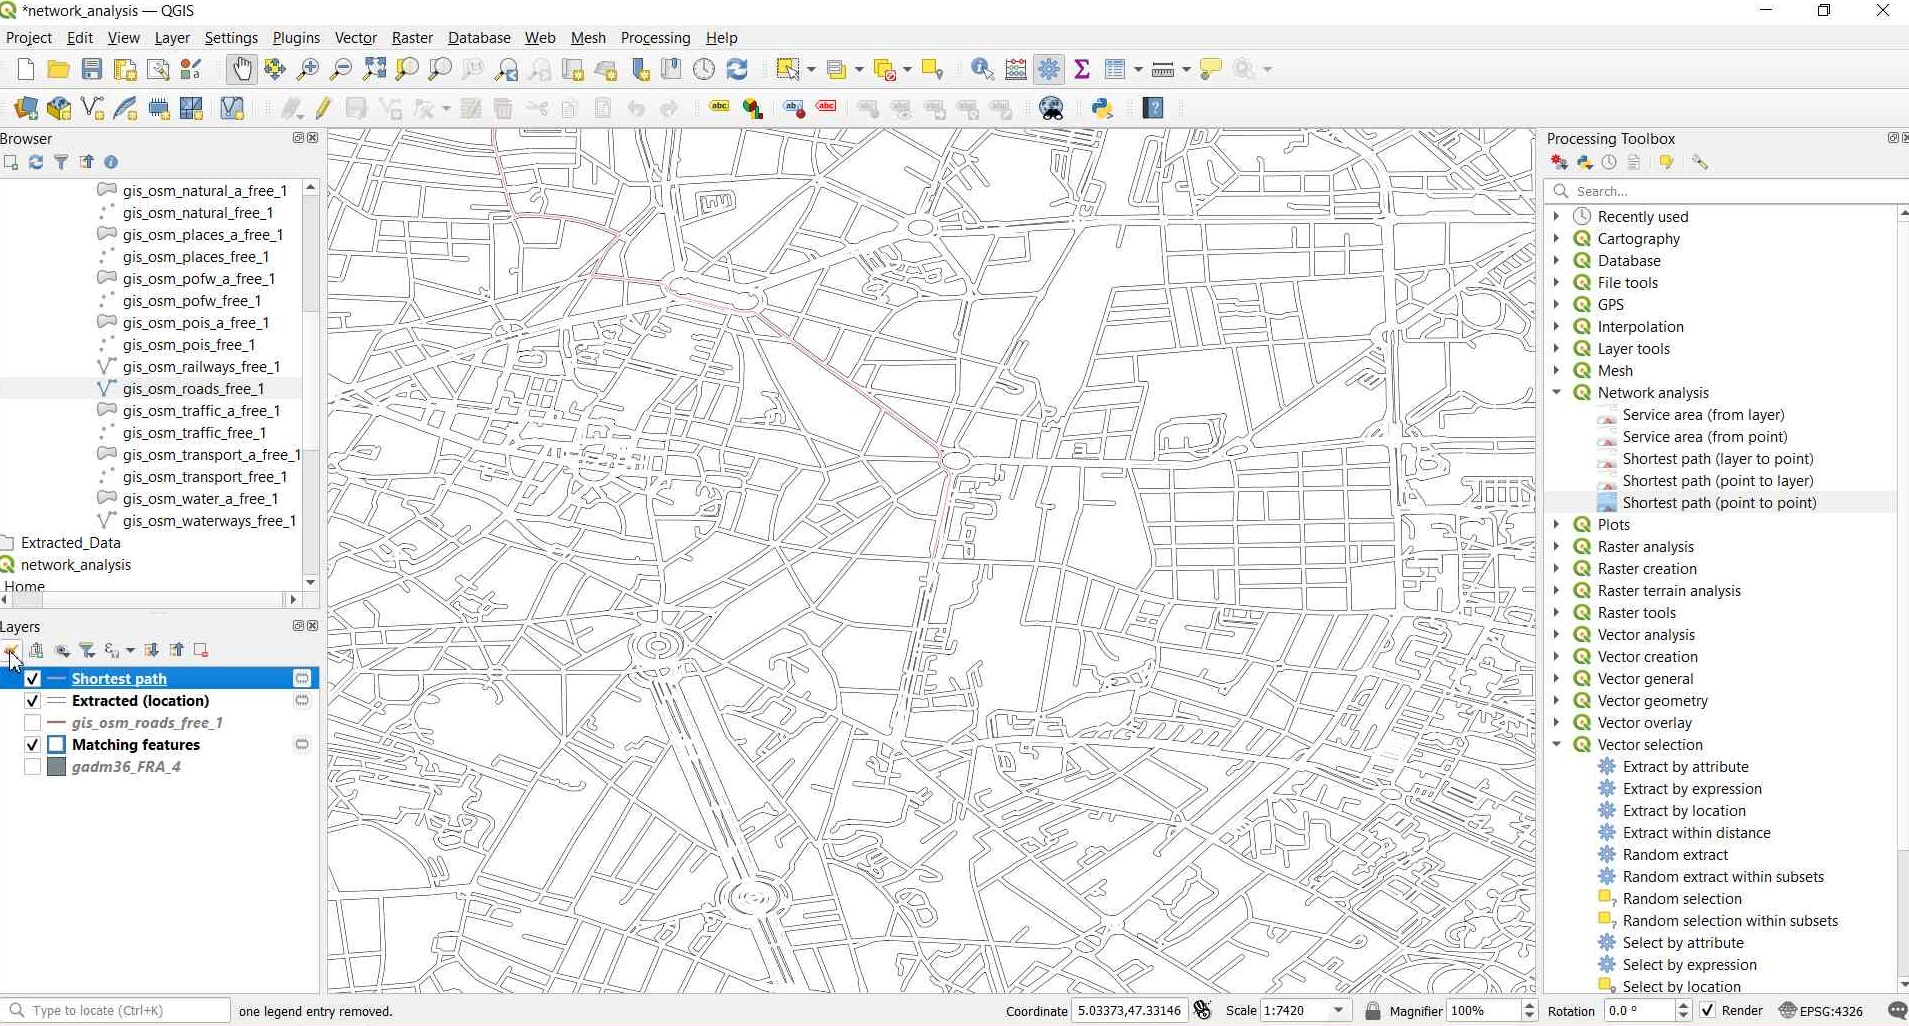 *network_analysis — QGIS
Project Edit View Layer Settings Plugins Vector Raster Database Web Mesh Processing Help
abc abc abc
Browser
gis_osm_natural_a_free_1
gis_osm_natural_free_1
gis_osm_places_a_free_1
gis_osm_places_free_1
gis_osm_pofw_a_free_1
gis_osm_pofw_free_1
gis_osm_pois_a_free_1
gis_osm_pois_free_1
gis_osm_railways_free_1
gis_osm_roads_free_1
gis_osm_traffic_a_free_1
gis_osm_traffic_free_1
gis_osm_transport_a_free_1
gis_osm_transport_free_1
gis_osm_water_a_free_1
gis_osm_waterways_free_1
Extracted_Data
network_analysis
Home
Layers
Shortest path
Extracted (location)
gis_osm_roads_free_1
Matching features
gadm36_FRA_4
Processing Toolbox
Search...
Recently used
Cartography
Database
File tools
GPS
Interpolation
Layer tools
Mesh
Network analysis
Service area (from layer)
Service area (from point)
Shortest path (layer to point)
Shortest path (point to layer)
Shortest path (point to point)
Plots
Raster analysis
Raster creation
Raster terrain analysis
Raster tools
Vector analysis
Vector creation
Vector general
Vector geometry
Vector overlay
Vector selection
Extract by attribute
Extract by expression
Extract by location
Extract within distance
Random extract
Random extract within subsets
Random selection
Random selection within subsets
Select by attribute
Select by expression
Select by location
Type to locate (Ctrl+K) one legend entry removed. Coordinate 5.03373,47.33146 Scale 1:7420 Magnifier 100% Rotation 0.0 ° Render EPSG:4326